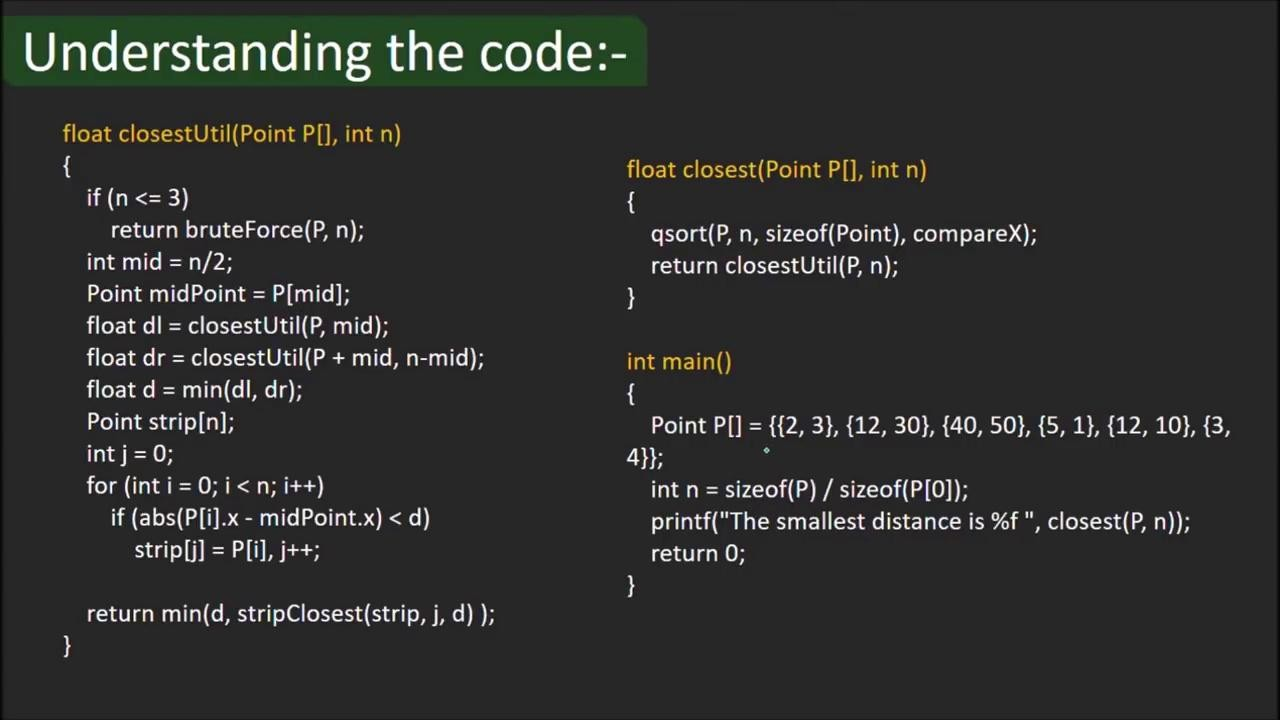 Understanding the code:-
float closestUtil(Point P[], int n)
{
if (n <= 3)
return bruteForce(P, n);
int mid = n/2;
Point midPoint = P[mid];
float dl = closestUtil(P, mid);
float dr = closestUtil(P + mid, n-mid);
float d = min(dl, dr);
Point strip[n];
int j = 0;
for (int i = 0; i < n; i++)
if (abs(P[i].x - midPoint.x) < d)
strip[j] = P[i], j++;
return min(d, stripClosest(strip, j, d) );
}
float closest(Point P[], int n)
{
qsort(P, n, sizeof(Point), compareX);
return closestUtil(P, n);
}
int main()
{
Point P[] = {{2, 3}, {12, 30}, {40, 50}, {5, 1}, {12, 10}, {3,
4}};
int n = sizeof(P) / sizeof(P[0]);
printf("The smallest distance is %f ", closest(P, n));
return 0;
}